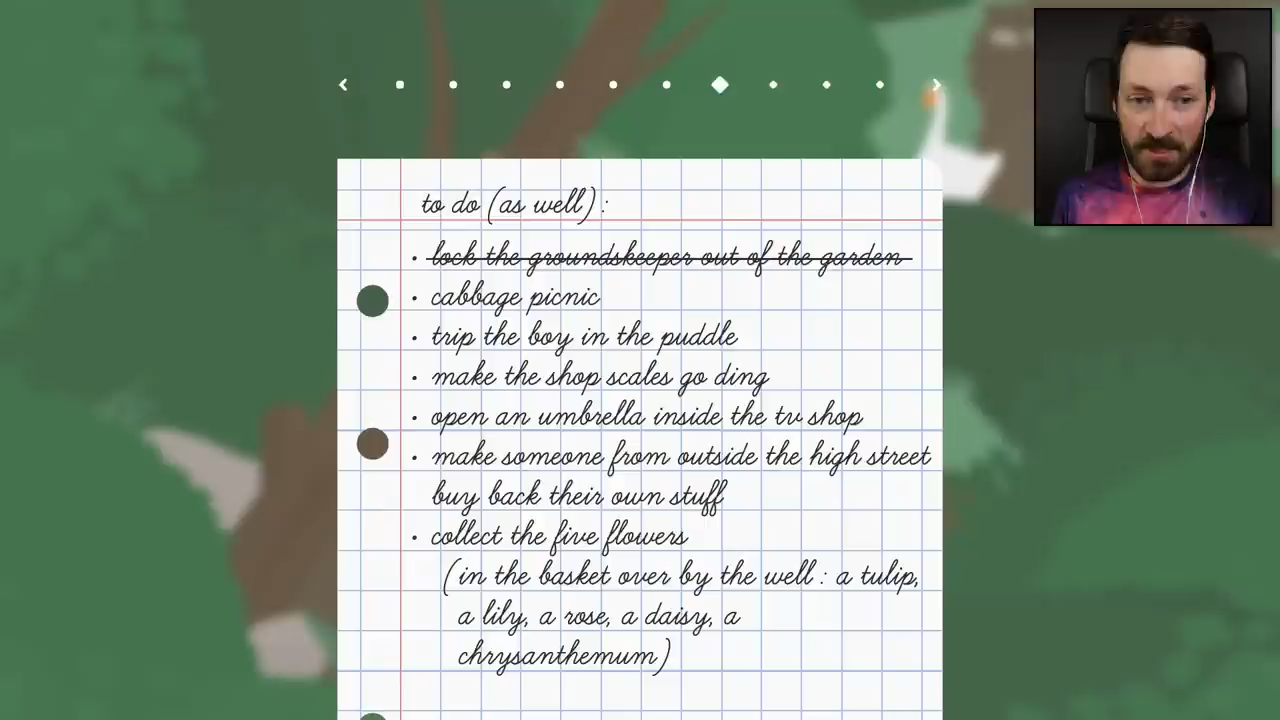 to do (as well):
• lock the groundskeeper out of the garden
• cabbage picnic
• trip the boy in the puddle
• make the shop scales go ding
• open an umbrella inside the tv shop
• make someone from outside the high street
buy back their own stuff
• collect the five flowers
(in the basket over by the well: a tulip,
a lily, a rose, a daisy, a
chrysanthemum)